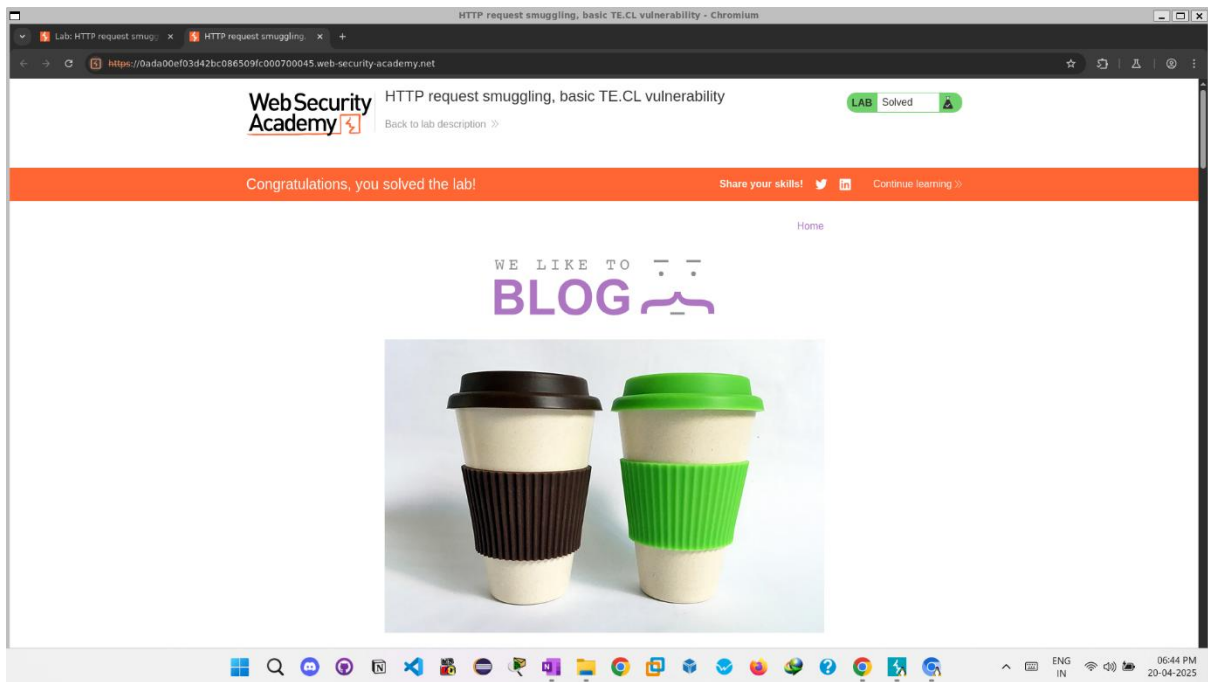 HTTP request smuggling, basic TE.CL vulnerability - Chromium
Lab: HTTP request smugg
HTTP request smuggling,
https://0ada00ef03d42bc086509fc000700045.web-security-academy.net
Web Security
Academy
HTTP request smuggling, basic TE.CL vulnerability
Back to lab description
LAB Solved
Congratulations, you solved the lab!
Share your skills!
Continue learning
Home
WE LIKE TO
BLOG
ENG
IN
06:44 PM
20-04-2025